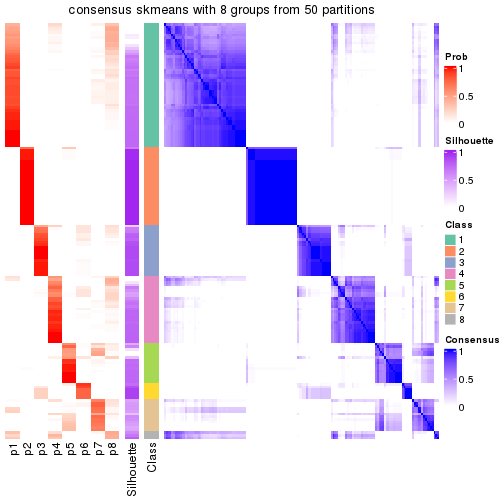 consensus skmeans with 8 groups from 50 partitions
Prob
1
0.5
0
Silhouette
1
0.5
0
Class
1
2
3
4
5
6
7
8
Consensus
1
0.5
0
p1
p2
p3
p4
p5
p6
p7
p8
Silhouette
Class